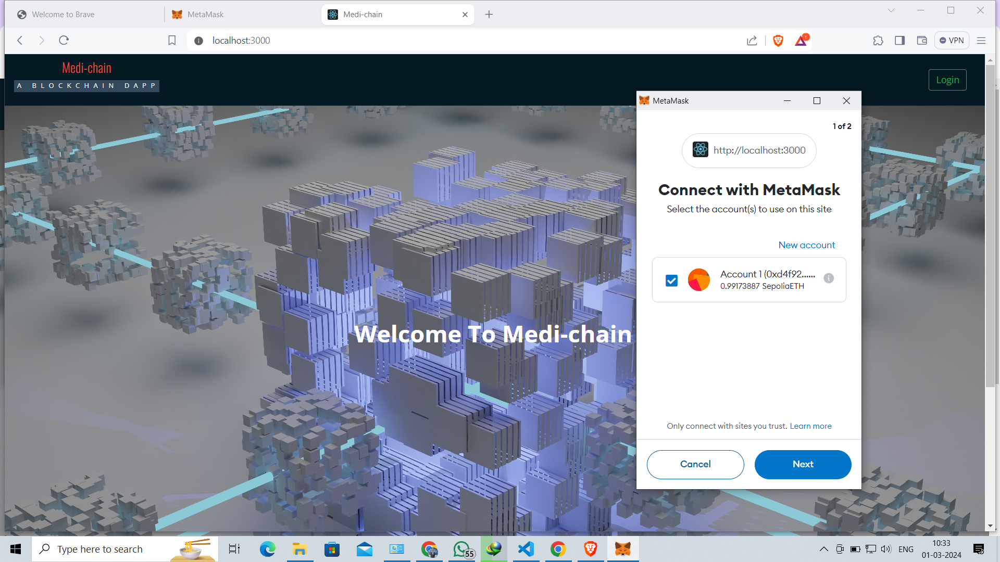 Welcome to Brave
MetaMask
Medi-chain
localhost:3000
1
VPN
Medi-chain
A BLOCKCHAIN DAPP
Login
Welcome To Medi-chain
MetaMask
1 of 2
http://localhost:3000
Connect with MetaMask
Select the account(s) to use on this site
New account
Account 1 (0xd4f92......
0.99173887 SepoliaETH
Only connect with sites you trust. Learn more
Cancel
Next
Type here to search
55
ENG
10:33
01-03-2024